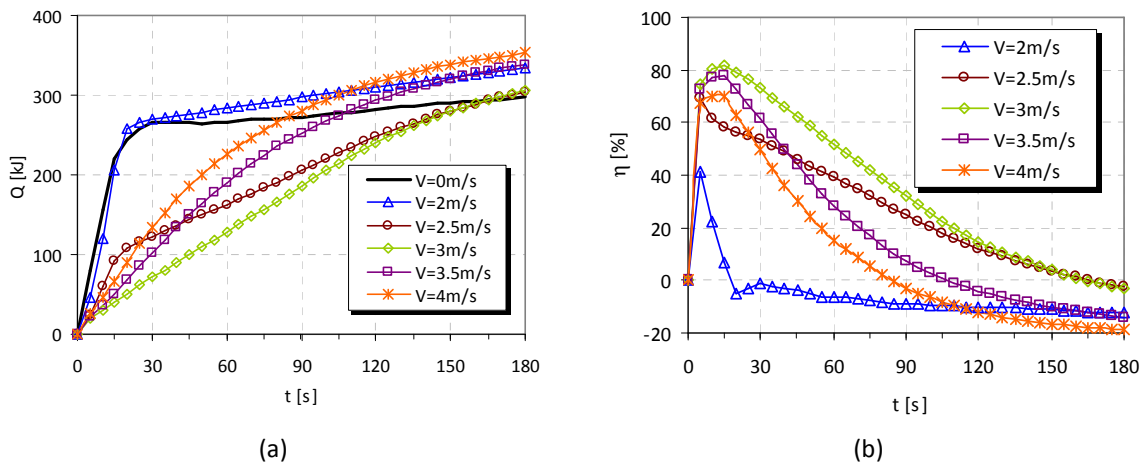 400
300
200
100
0
Q [kJ]
0 30 60 90 120 150 180
t [s]
V=0m/s
V=2m/s
V=2.5m/s
V=3m/s
V=3.5m/s
V=4m/s
(a)
100
80
60
40
20
0
-20
η [%]
0 30 60 90 120 150 180
t [s]
V=2m/s
V=2.5m/s
V=3m/s
V=3.5m/s
V=4m/s
(b)